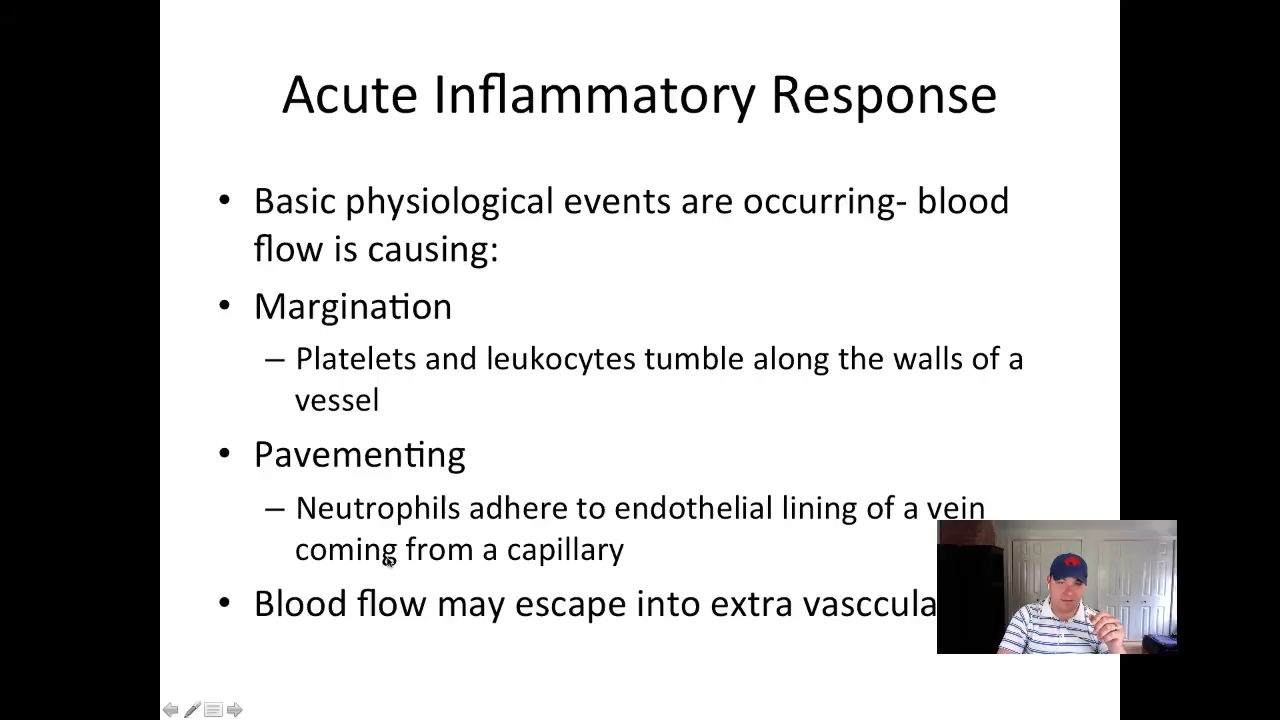 Acute Inflammatory Response
• Basic physiological events are occurring- blood
flow is causing:
• Margination
– Platelets and leukocytes tumble along the walls of a
vessel
• Pavementing
– Neutrophils adhere to endothelial lining of a vein
coming from a capillary
• Blood flow may escape into extra